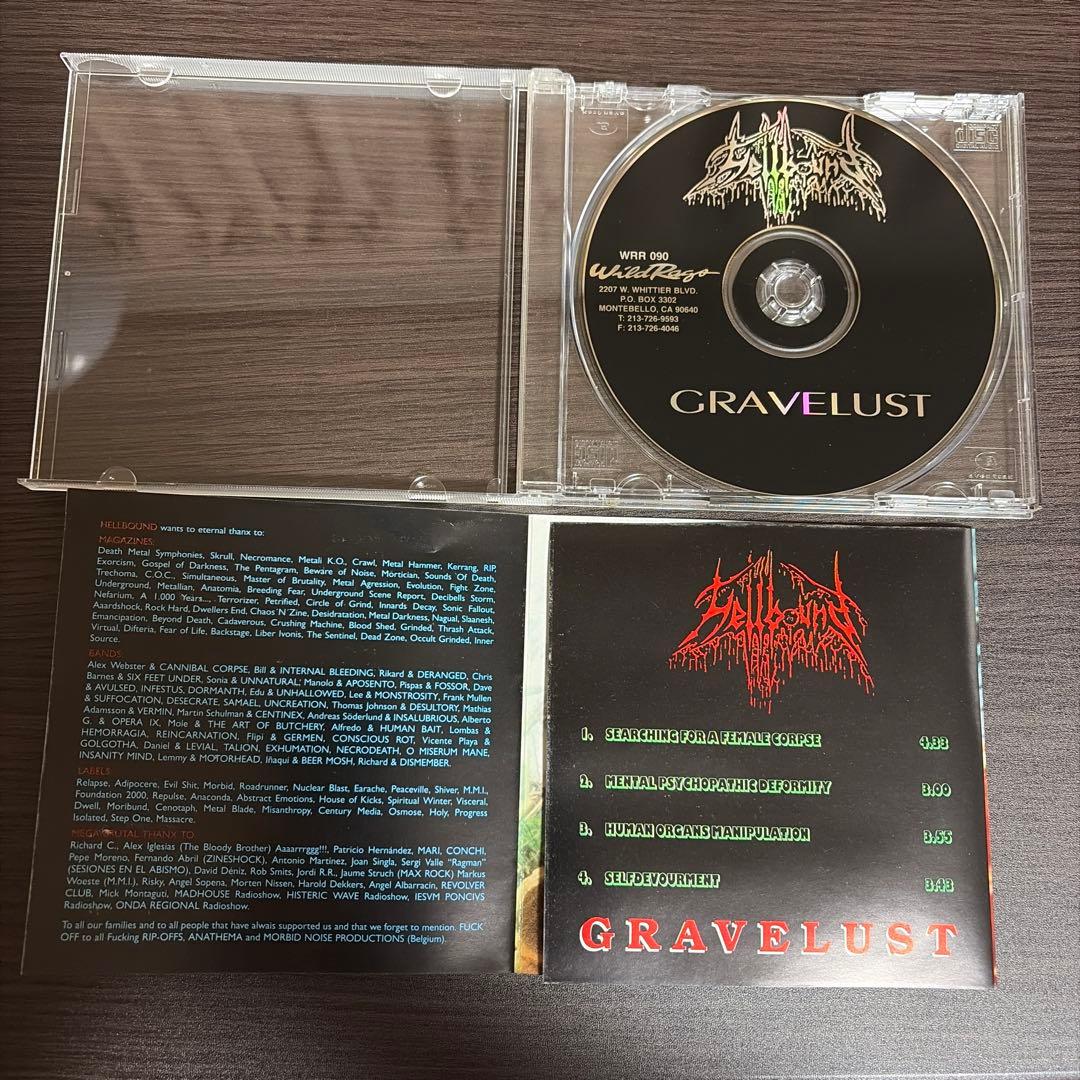 Hellbound
WRR 090
Wild Rags
2207 W. WHITTIER BLVD.
P.O. BOX 3302
MONTEBELLO, CA 90640
T: 213-726-9593
F: 213-726-4046
GRAVELUST
disc
DIGITAL AUDIO
HELLBOUND wants to eternal thanx to:
MAGAZINES:
Death Metal Symphonies, Skrull, Necromance, Metali K.O., Crawl, Metal Hammer, Kerrang, RIP,
Exorcism, Gospel of Darkness, The Pentagram, Beware of Noise, Mortician, Sounds Of Death,
Trechoma, C.O.C., Simultaneous, Master of Brutality, Metal Agression, Evolution, Fight Zone,
Underground, Metallian, Anatomia, Breeding Fear, Underground Scene Report, Decibells Storm,
Nefarium, A 1.000 Years..., Terrorizer, Petrified, Circle of Grind, Innards Decay, Sonic Fallout,
Aaardshock, Rock Hard, Dwellers End, Chaos'N'Zine, Desidratation, Metal Darkness, Nagual, Slaanesh,
Emancipation, Beyond Death, Cadaverous, Crushing Machine, Blood Shed, Grinded, Thrash Attack,
Virtual, Difteria, Fear of Life, Backstage, Liber Ivonis, The Sentinel, Dead Zone, Occult Grinded, Inner
Source.
BANDS:
Alex Webster & CANNIBAL CORPSE, Bill & INTERNAL BLEEDING, Rikard & DERANGED, Chris
Barnes & SIX FEET UNDER, Sonia & UNNATURAL, Manolo & APOSENTO, Pispas & FOSSOR, Dave
& AVULSED, INFESTUS, DORMANTH, Edu & UNHALLOWED, Lee & MONSTROSITY, Frank Mullen
& SUFFOCATION, DESECRATE, SAMAEL, UNCREATION, Thomas Johnson & DESULTORY, Mathias
Adamsson & VERMIN, Martin Schulman & CENTINEX, Andreas Söderlund & INSALUBRIOUS, Alberto
G. & OPERA IX, Mole & THE ART OF BUTCHERY, Alfredo & HUMAN BAIT, Lombas &
HEMORRAGIA, REINCARNATION, Flipi & GERMEN, CONSCIOUS ROT, Vicente Playa &
GOLGOTHA, Daniel & LEVIAL, TALION, EXHUMATION, NECRODEATH, O MISERUM MANE,
INSANITY MIND, Lemmy & MOTORHEAD, Iñaqui & BEER MOSH, Richard & DISMEMBER.
LABELS:
Relapse, Adipocere, Evil Shit, Morbid, Roadrunner, Nuclear Blast, Earache, Peaceville, Shiver, M.M.I.,
Foundation 2000, Repulse, Anaconda, Abstract Emotions, House of Kicks, Spiritual Winter, Visceral,
Dwell, Moribund, Cenotaph, Metal Blade, Misanthropy, Century Media, Osmose, Holy, Progress
Isolated, Step One, Massacre.
MEGAVRUTAL THANX TO:
Richard C., Alex Iglesias (The Bloody Brother) Aaaarrrggg!!!, Patricio Hernández, MARI, CONCHI,
Pepe Moreno, Fernando Abril (ZINESHOCK), Antonio Martinez, Joan Singla, Sergi Valle "Ragman"
(SESIONES EN EL ABISMO), David Déniz, Rob Smits, Jordi R.R., Jaume Struch (MAX ROCK) Markus
Woeste (M.M.I.), Risky, Angel Sopena, Morten Nissen, Harold Dekkers, Angel Albarracín, REVOLVER
CLUB, Mick Montaguti, MADHOUSE Radioshow, HISTERIC WAVE Radioshow, IESVM PONCIVS
Radioshow, ONDA REGIONAL Radioshow.
To all our families and to all people that have alwais supported us and that we forget to mention. FUCK
OFF to all Fucking RIP-OFFS, ANATHEMA and MORBID NOISE PRODUCTIONS (Belgium).
Hellbound
1. SEARCHING FOR A FEMALE CORPSE 4.33
2. MENTAL PSYCHOPATHIC DEFORMITY 3.00
3. HUMAN ORGANS MANIPULATION 3.55
4. SELFDEVOURMENT 3.43
GRAVELUST